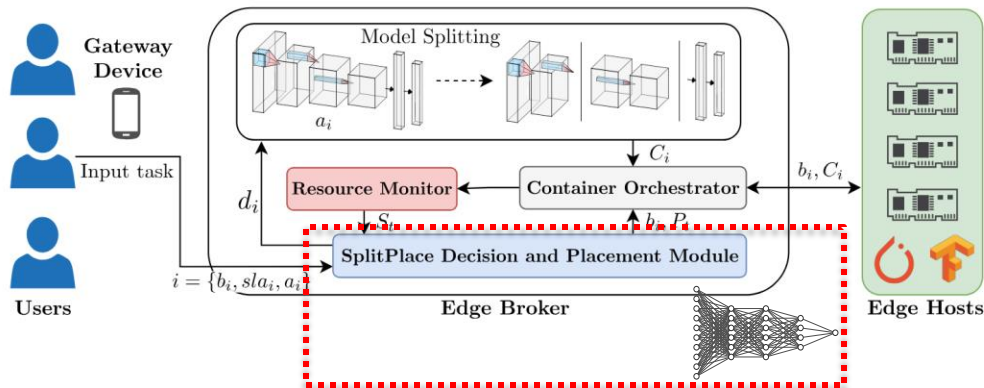 Gateway
Device
Model Splitting
a_i
Input task
C_i
b_i, C_i
Resource Monitor
Container Orchestrator
d_i
S_t
b_i, P_t
SplitPlace Decision and Placement Module
i = {b_i, sla_i, a_i}
Users
Edge Broker
Edge Hosts